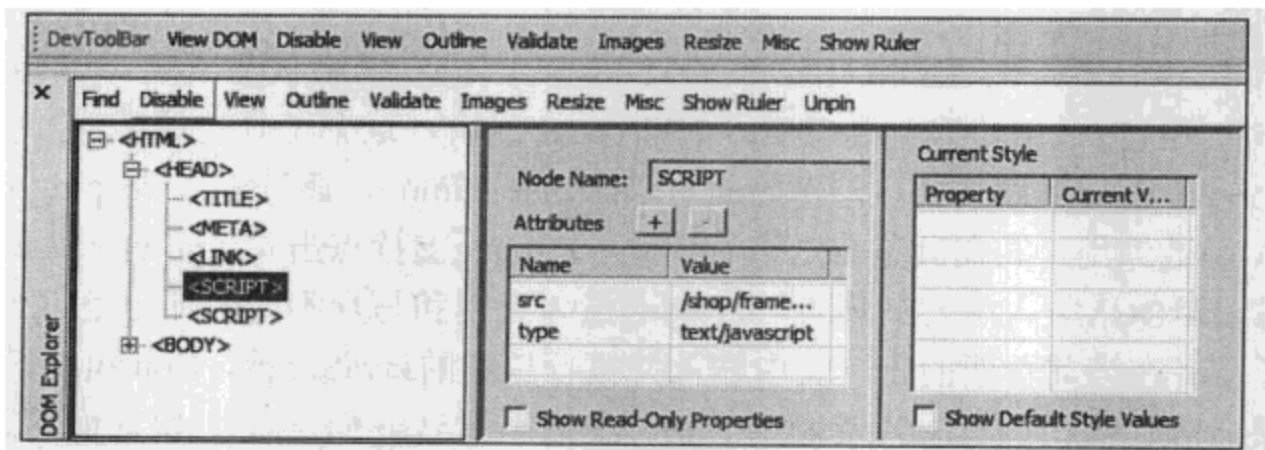 DevToolBar View DOM Disable View Outline Validate Images Resize Misc Show Ruler
Find Disable View Outline Validate Images Resize Misc Show Ruler Unpin
<HTML>
<HEAD>
<TITLE>
<META>
<LINK>
<SCRIPT>
<SCRIPT>
<BODY>
DOM Explorer
Node Name: SCRIPT
Attributes + -
Name Value
src /shop/frame...
type text/javascript
Show Read-Only Properties
Current Style
Property Current V...
Show Default Style Values